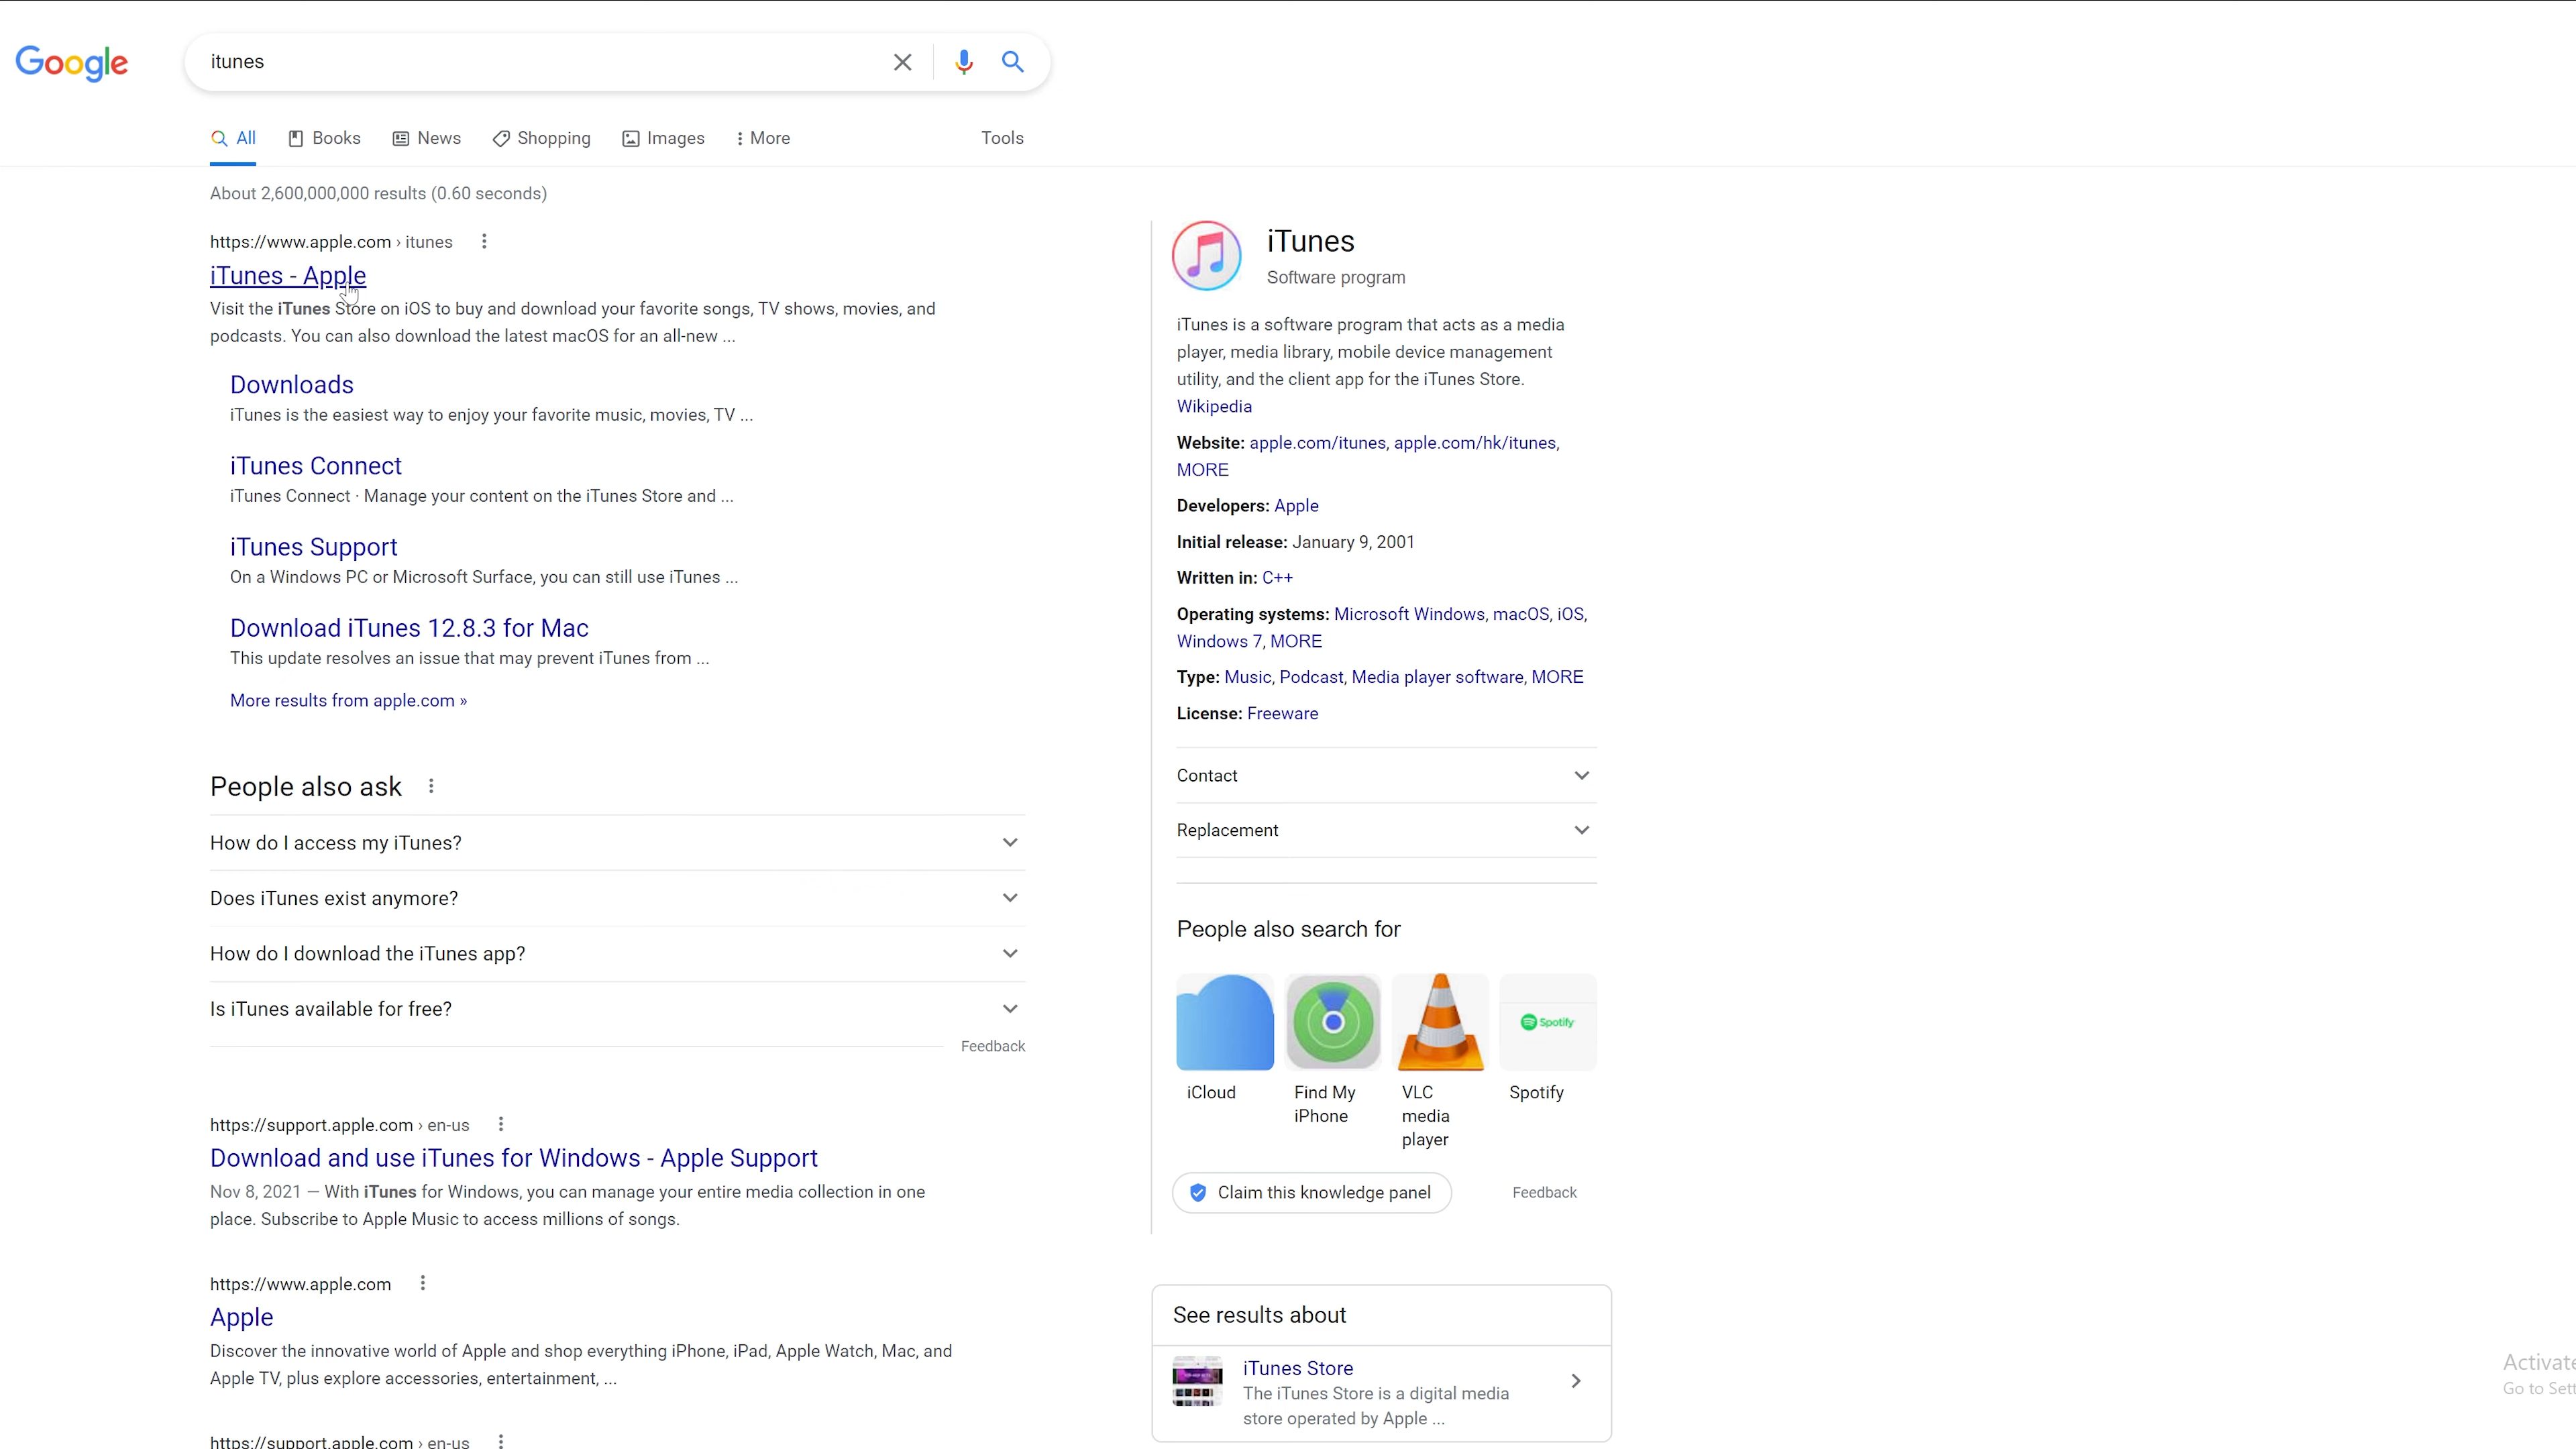 Google
itunes
All
Books
News
Shopping
Images
More
Tools
About 2,600,000,000 results (0.60 seconds)
https://www.apple.com › itunes
iTunes - Apple
Visit the iTunes Store on iOS to buy and download your favorite songs, TV shows, movies, and
podcasts. You can also download the latest macOS for an all-new ...
Downloads
iTunes is the easiest way to enjoy your favorite music, movies, TV ...
iTunes Connect
iTunes Connect · Manage your content on the iTunes Store and ...
iTunes Support
On a Windows PC or Microsoft Surface, you can still use iTunes ...
Download iTunes 12.8.3 for Mac
This update resolves an issue that may prevent iTunes from ...
More results from apple.com »
People also ask
How do I access my iTunes?
Does iTunes exist anymore?
How do I download the iTunes app?
Is iTunes available for free?
Feedback
https://support.apple.com › en-us
Download and use iTunes for Windows - Apple Support
Nov 8, 2021 — With iTunes for Windows, you can manage your entire media collection in one
place. Subscribe to Apple Music to access millions of songs.
https://www.apple.com
Apple
Discover the innovative world of Apple and shop everything iPhone, iPad, Apple Watch, Mac, and
Apple TV, plus explore accessories, entertainment, ...
https://support.apple.com › en-us
iTunes
Software program
iTunes is a software program that acts as a media
player, media library, mobile device management
utility, and the client app for the iTunes Store.
Wikipedia
Website: apple.com/itunes, apple.com/hk/itunes,
MORE
Developers: Apple
Initial release: January 9, 2001
Written in: C++
Operating systems: Microsoft Windows, macOS, iOS,
Windows 7, MORE
Type: Music, Podcast, Media player software, MORE
License: Freeware
Contact
Replacement
People also search for
Spotify
iCloud
Find My
iPhone
VLC
media
player
Spotify
Claim this knowledge panel
Feedback
See results about
iTunes Store
The iTunes Store is a digital media
store operated by Apple ...
Activate
Go to Sett